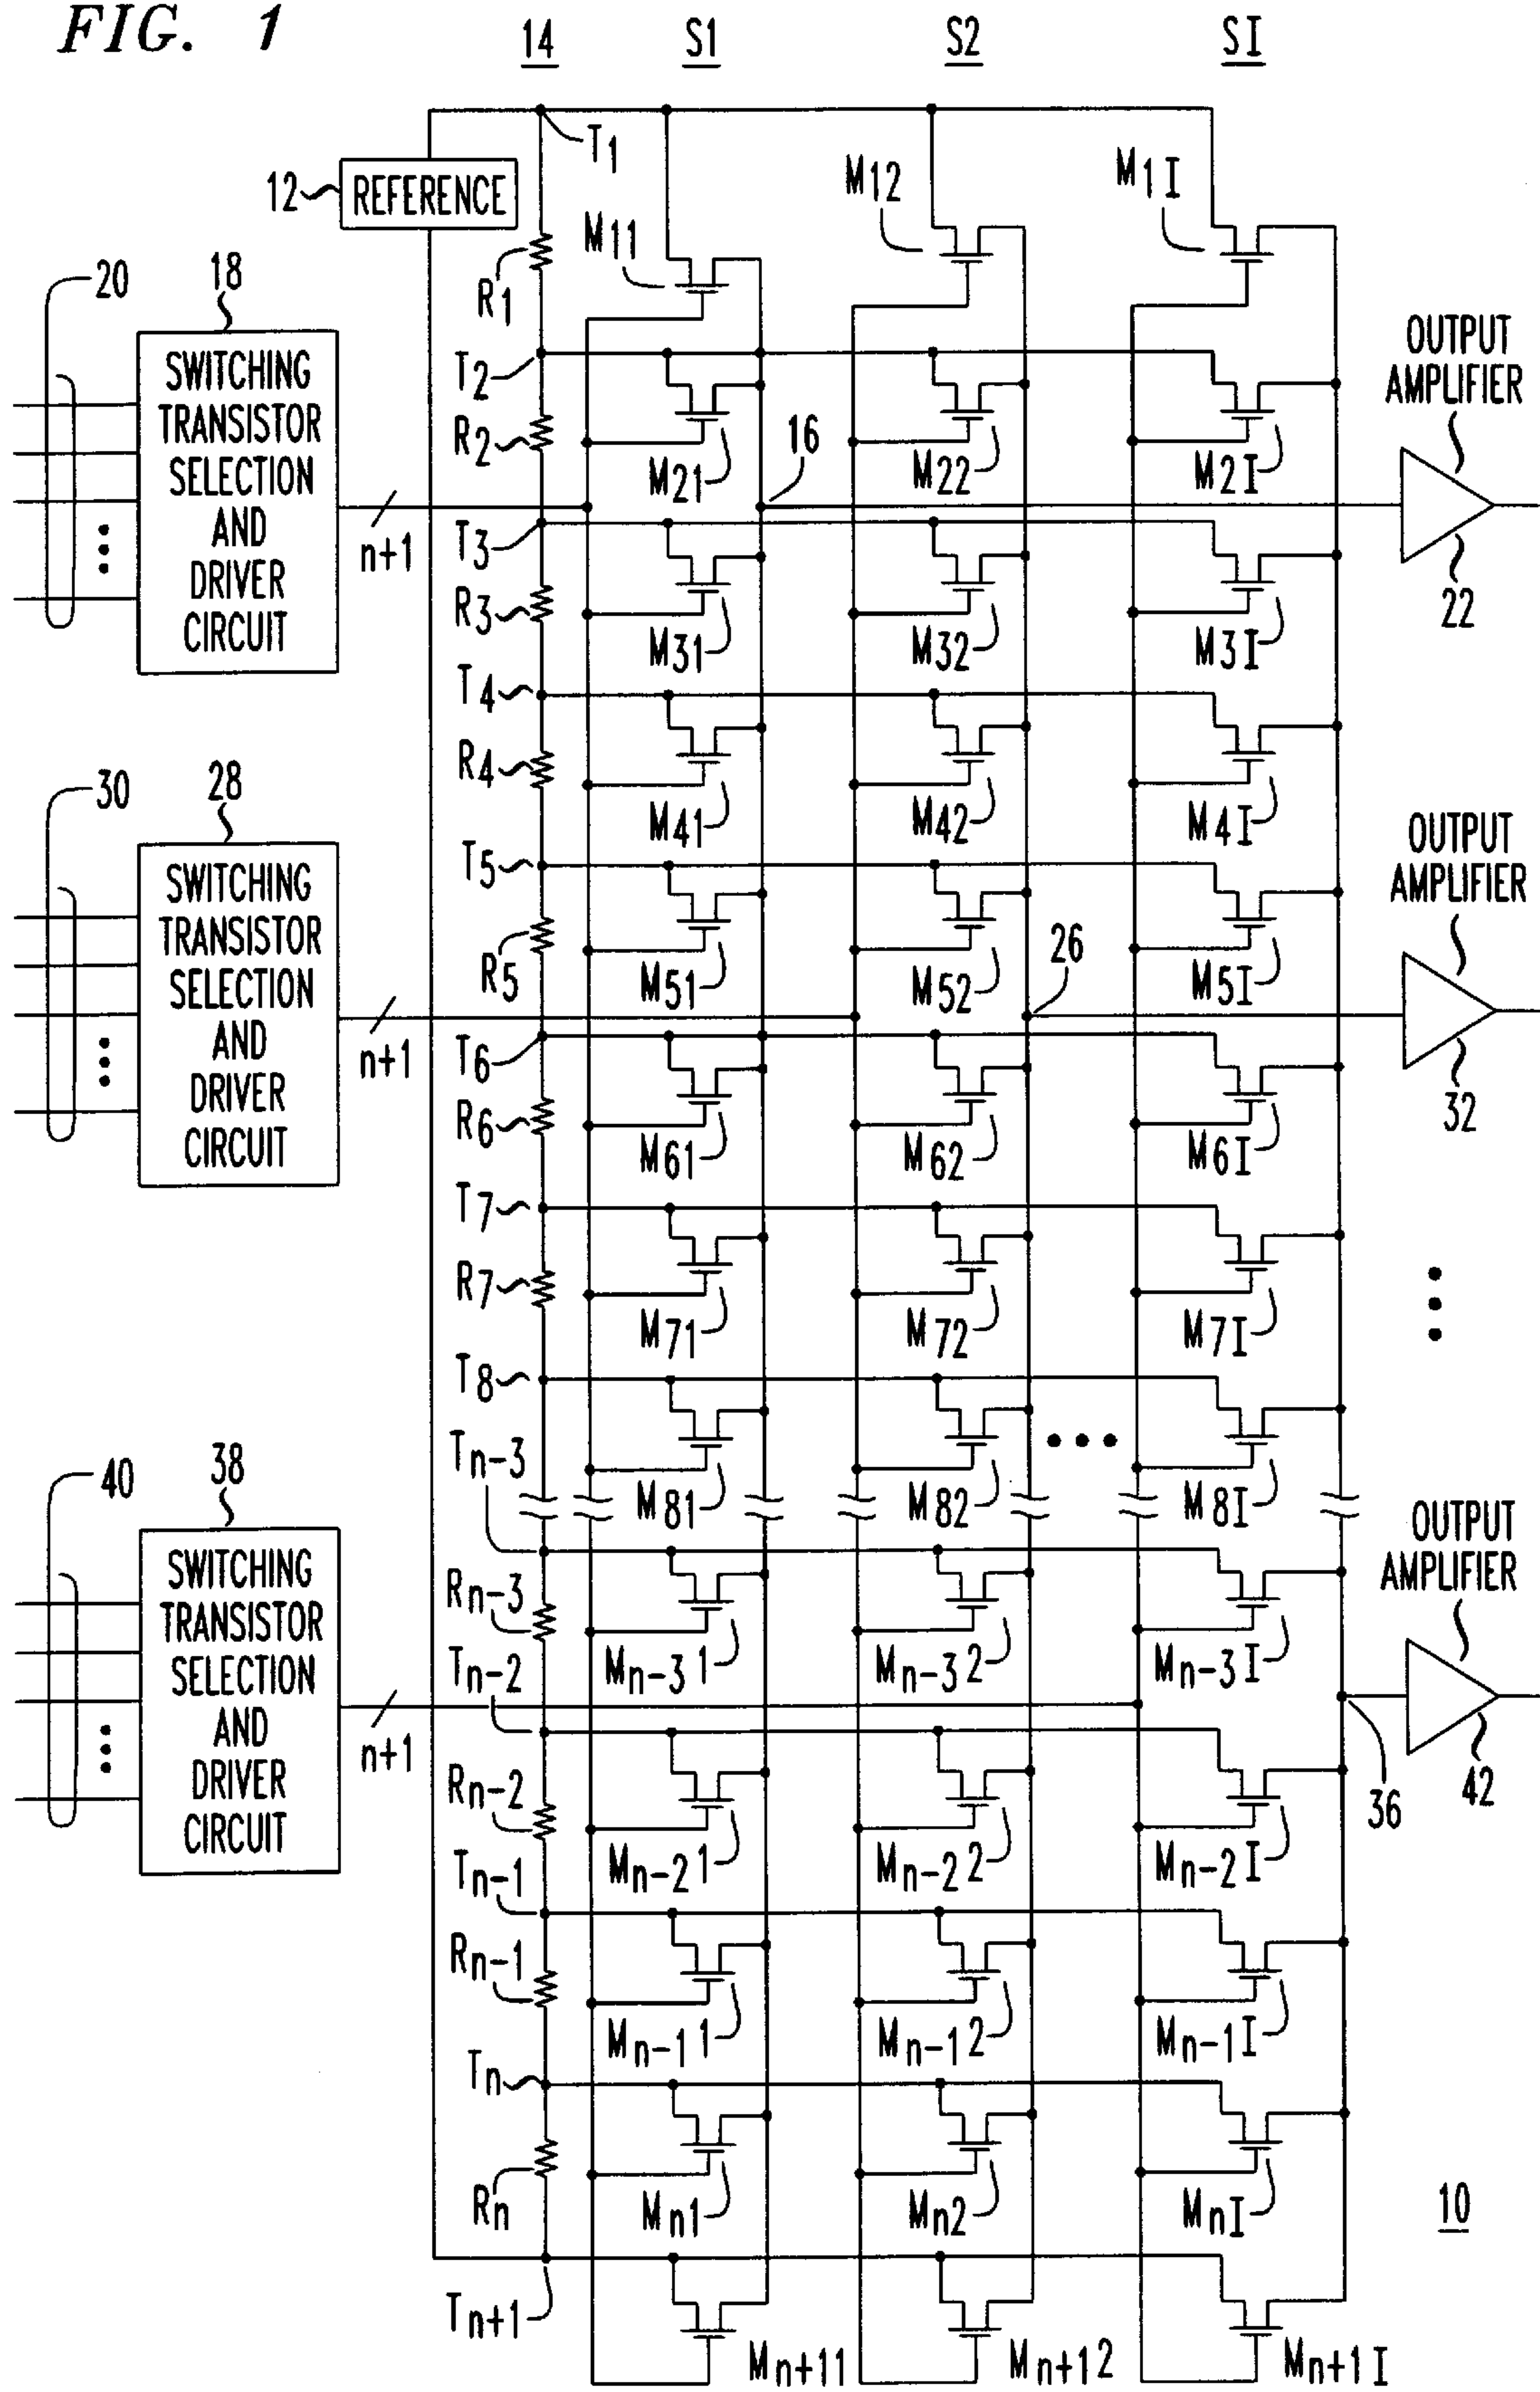 FIG. 1
14
S1
S2
SI
T1
12
REFERENCE
M11
M12
M1I
R1
20
18
SWITCHING
TRANSISTOR
SELECTION
AND
DRIVER
CIRCUIT
n+1
T2
R2
M21
16
M22
M2I
OUTPUT
AMPLIFIER
22
T3
R3
M31
M32
M3I
T4
R4
M41
M42
M4I
30
28
SWITCHING
TRANSISTOR
SELECTION
AND
DRIVER
CIRCUIT
n+1
T5
R5
M51
M52
26
M5I
OUTPUT
AMPLIFIER
32
T6
R6
M61
M62
M6I
T7
R7
M71
M72
M7I
T8
M81
M82
M8I
40
38
SWITCHING
TRANSISTOR
SELECTION
AND
DRIVER
CIRCUIT
n+1
Tn-3
Rn-3
Mn-3 1
Mn-3 2
Mn-3 I
OUTPUT
AMPLIFIER
42
36
Tn-2
Rn-2
Mn-2 1
Mn-2 2
Mn-2 I
Tn-1
Rn-1
Mn-1 1
Mn-1 2
Mn-1 I
Tn
Rn
Mn1
Mn2
MnI
10
Tn+1
Mn+11
Mn+1 2
Mn+1 I